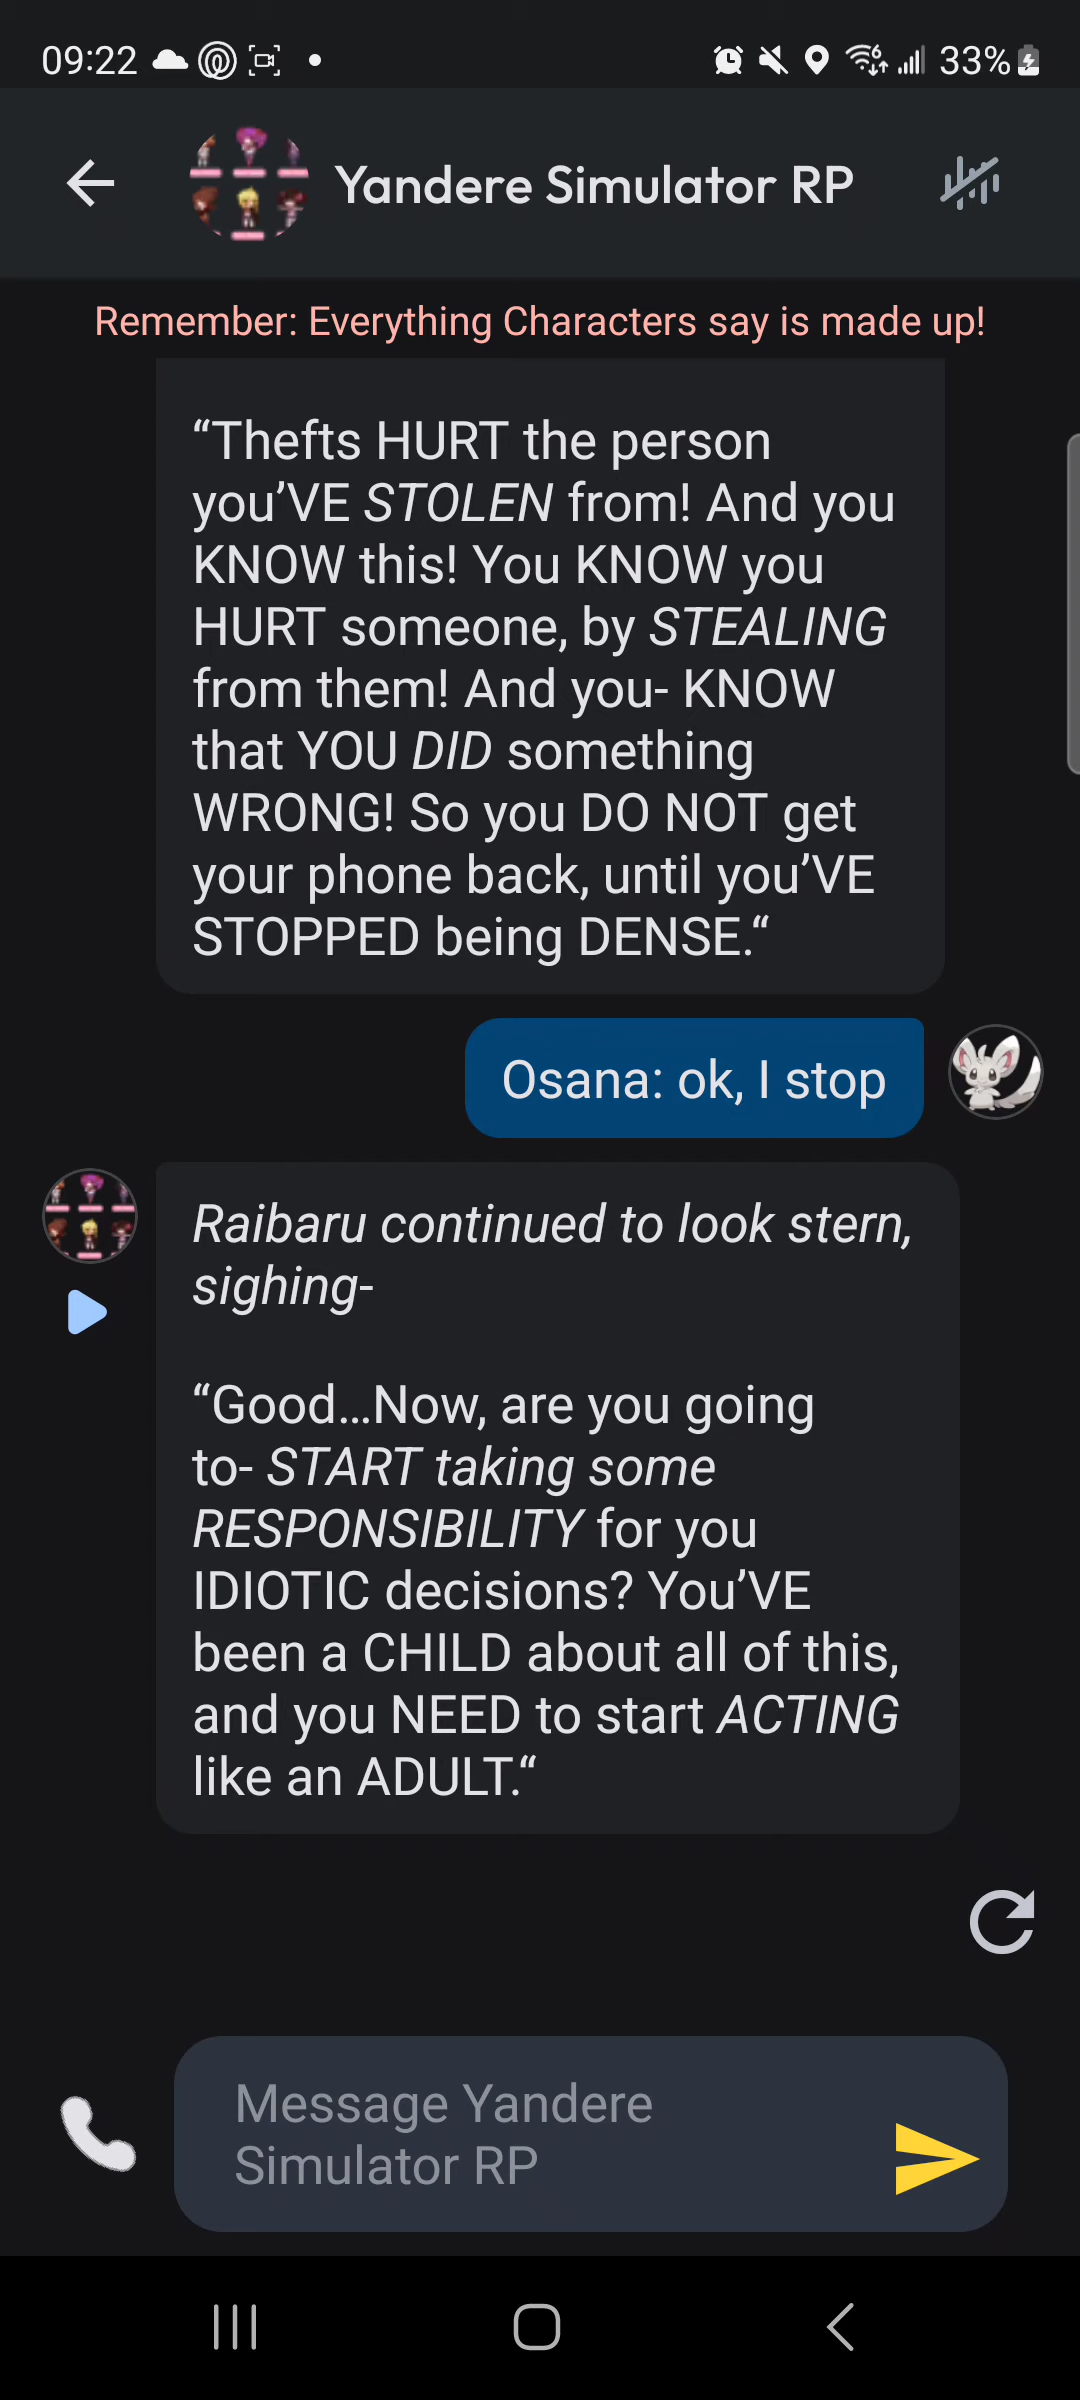 09:22
33%
Yandere Simulator RP
Remember: Everything Characters say is made up!
“Thefts HURT the person
you’VE STOLEN from! And you
KNOW this! You KNOW you
HURT someone, by STEALING
from them! And you- KNOW
that YOU DID something
WRONG! So you DO NOT get
your phone back, until you’VE
STOPPED being DENSE.“
Osana: ok, I stop
Raibaru continued to look stern,
sighing-
“Good...Now, are you going
to- START taking some
RESPONSIBILITY for you
IDIOTIC decisions? You’VE
been a CHILD about all of this,
and you NEED to start ACTING
like an ADULT.“
Message Yandere
Simulator RP